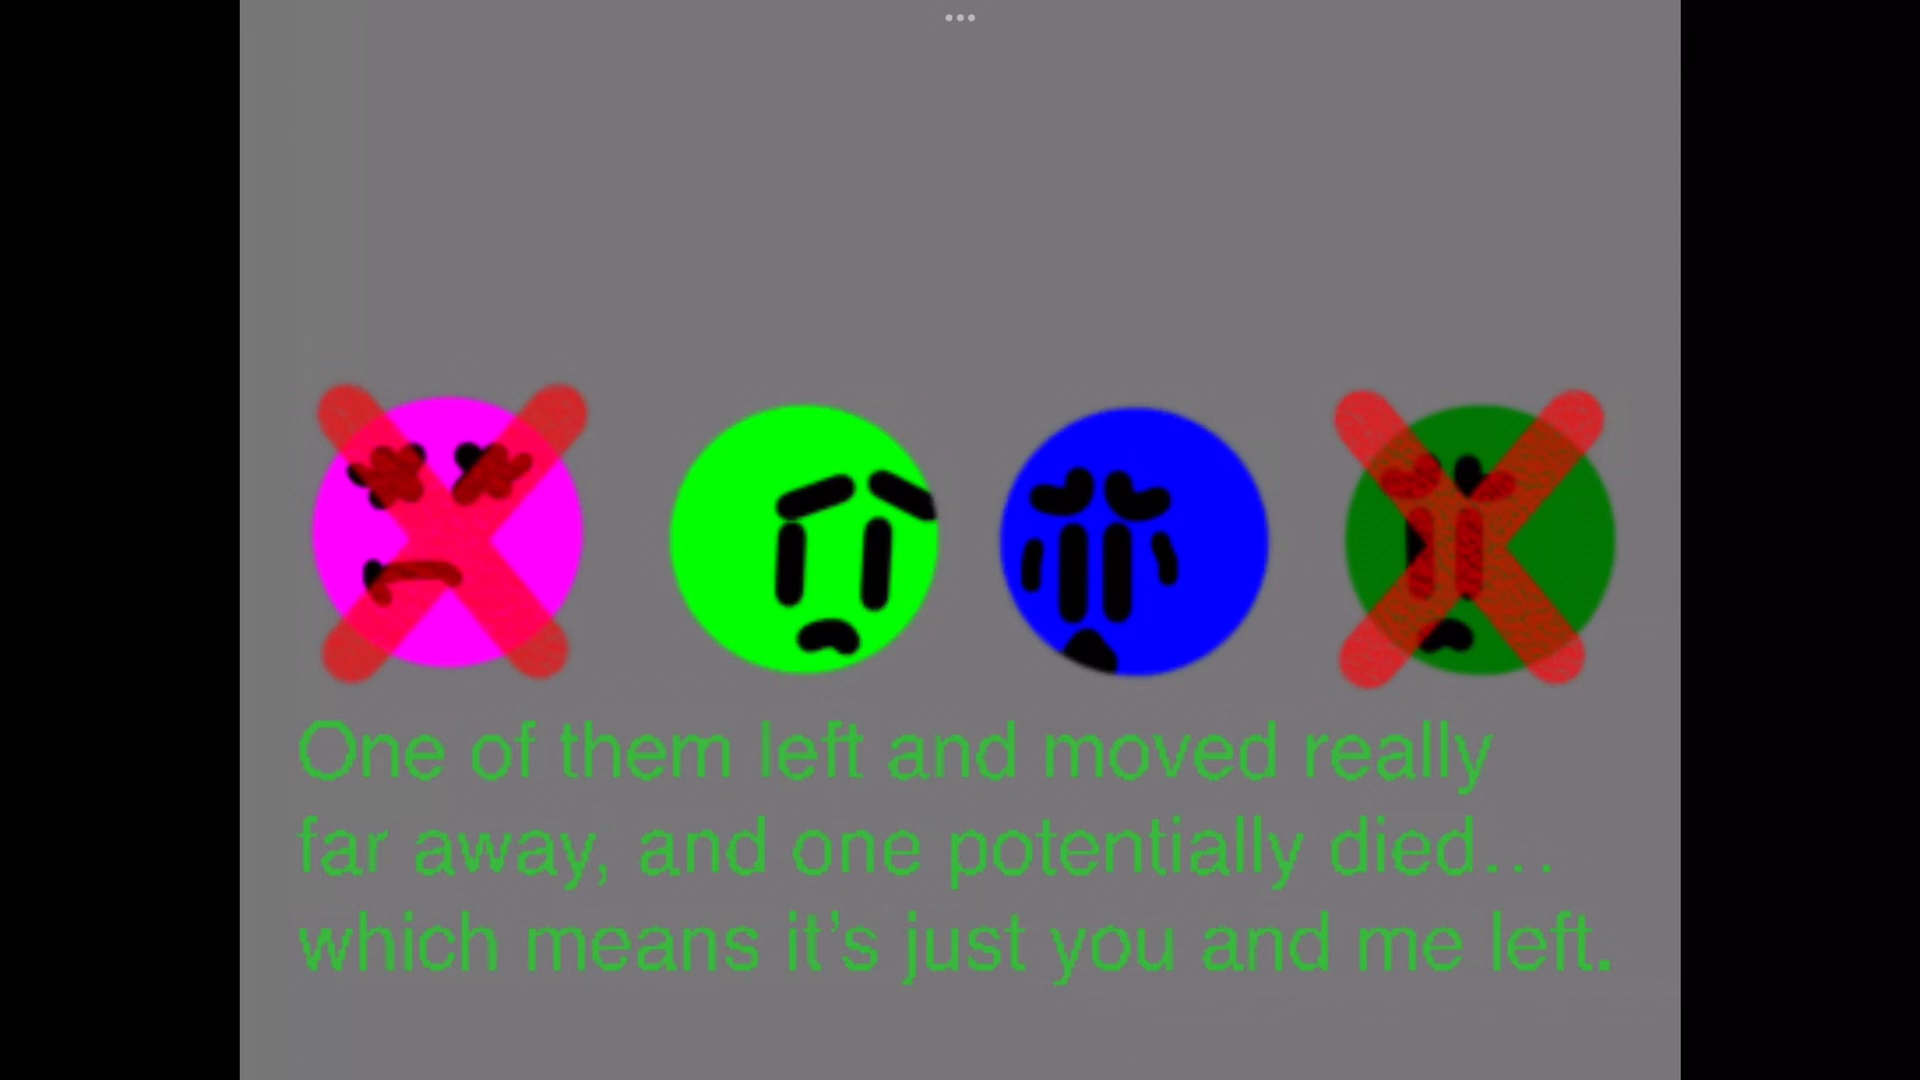 One of them left and moved really
far away, and one potentially died...
which means it's just you and me left.